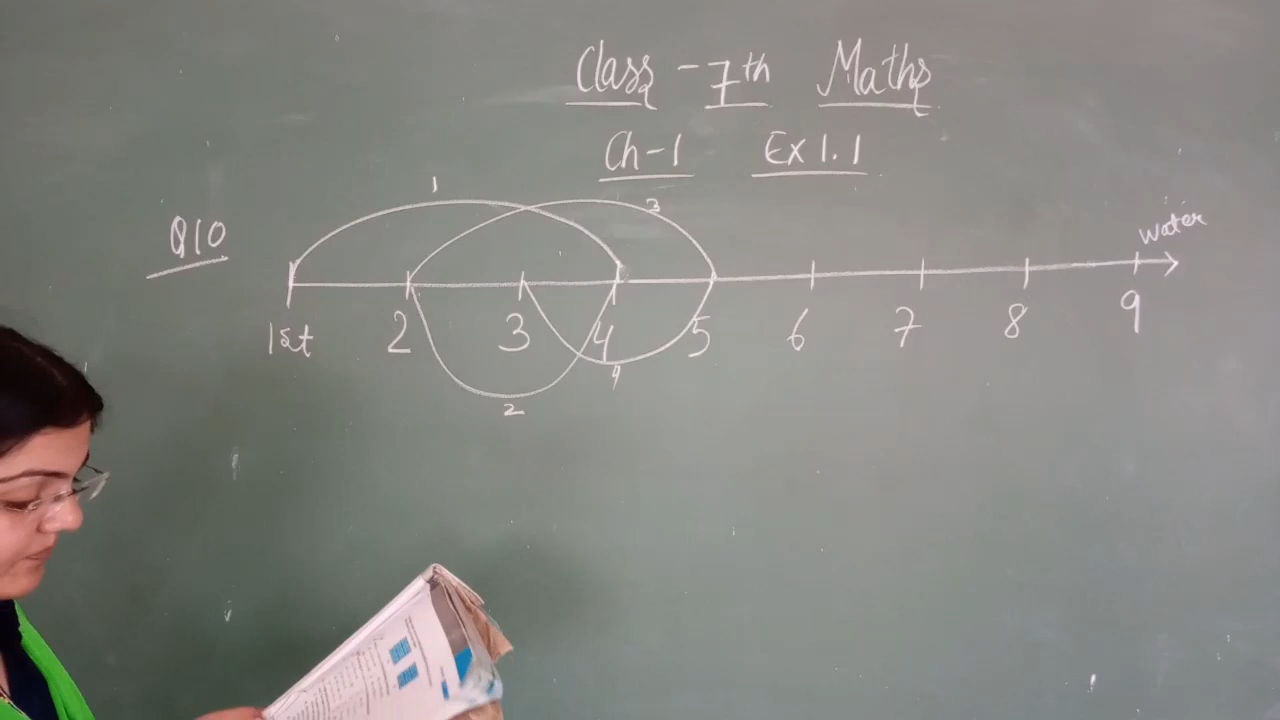 Class - 7th Maths
Ch-1 Ex 1.1
Q10
1 3
water
1st 2 3 4 5 6 7 8 9
4
2